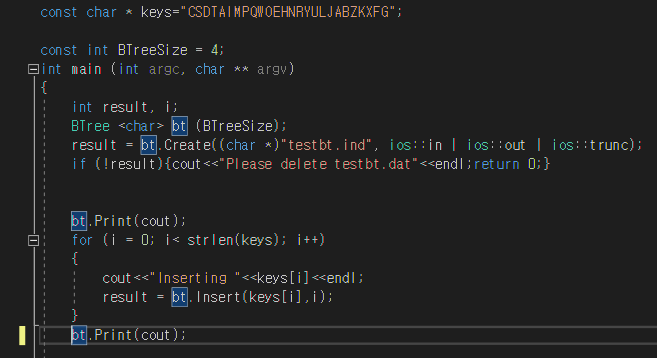 const char * keys="CSDTAIMPQWOEHNRYULJABZKXFG";
const int BTreeSize = 4;
int main (int argc, char ** argv)
{
int result, i;
BTree <char> bt (BTreeSize);
result = bt.Create((char *)"testbt.ind", ios::in | ios::out | ios::trunc);
if (!result){cout<<"Please delete testbt.dat"<<endl;return 0;}
bt.Print(cout);
for (i = 0; i< strlen(keys); i++)
{
cout<<"Inserting "<<keys[i]<<endl;
result = bt.Insert(keys[i],i);
}
bt.Print(cout);